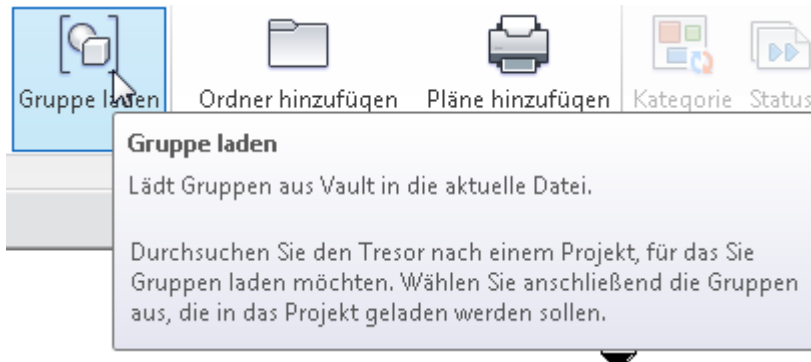 Gruppe laden
Ordner hinzufügen
Pläne hinzufügen
Kategorie
Status
Gruppe laden
Lädt Gruppen aus Vault in die aktuelle Datei.
Durchsuchen Sie den Tresor nach einem Projekt, für das Sie
Gruppen laden möchten. Wählen Sie anschließend die Gruppen
aus, die in das Projekt geladen werden sollen.